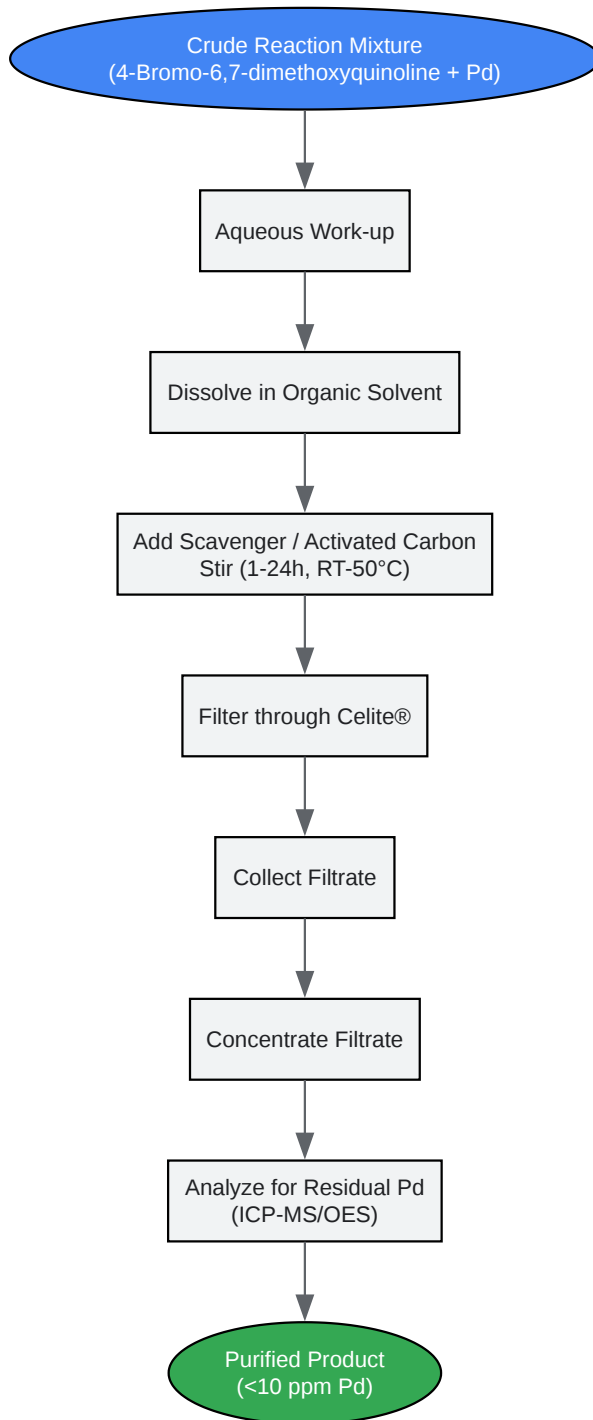 Crude Reaction Mixture
(4-Bromo-6,7-dimethoxyquinoline + Pd)
Aqueous Work-up
Dissolve in Organic Solvent
Add Scavenger / Activated Carbon
Stir (1-24h, RT-50°C)
Filter through Celite®
Collect Filtrate
Concentrate Filtrate
Analyze for Residual Pd
(ICP-MS/OES)
Purified Product
(<10 ppm Pd)